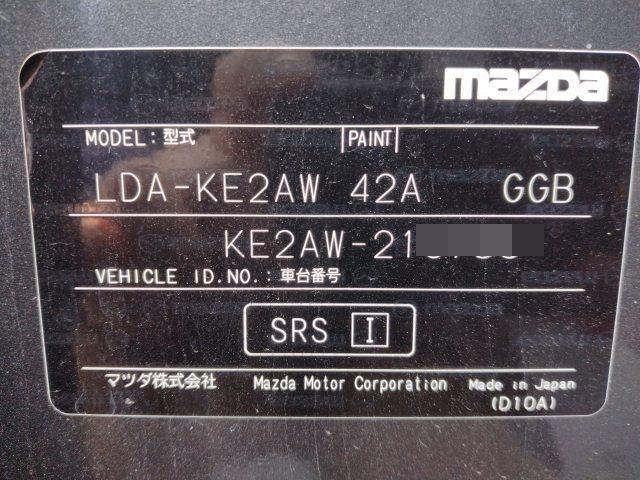 mazda
MODEL: 型式 PAINT
LDA-KE2AW 42A GGB
KE2AW-21
VEHICLE ID.NO.: 車台番号
SRS I
マツダ株式会社 Mazda Motor Corporation Made in Japan
(D10A)